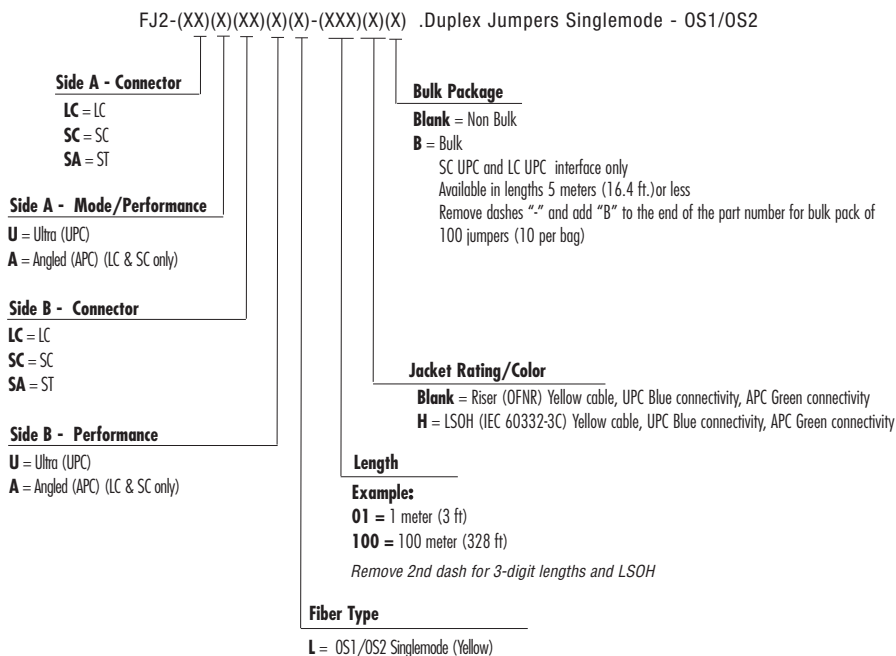 FJ2-(XX)(X)(XX)(X)(X)-(XXX)(X)(X) .Duplex Jumpers Singlemode - OS1/OS2
Side A - Connector
LC = LC
SC = SC
SA = ST
Side A - Mode/Performance
U = Ultra (UPC)
A = Angled (APC) (LC & SC only)
Side B - Connector
LC = LC
SC = SC
SA = ST
Side B - Performance
U = Ultra (UPC)
A = Angled (APC) (LC & SC only)
Bulk Package
Blank = Non Bulk
B = Bulk
SC UPC and LC UPC interface only
Available in lengths 5 meters (16.4 ft.)or less
Remove dashes “-” and add “B” to the end of the part number for bulk pack of
100 jumpers (10 per bag)
Jacket Rating/Color
Blank = Riser (OFNR) Yellow cable, UPC Blue connectivity, APC Green connectivity
H = LSOH (IEC 60332-3C) Yellow cable, UPC Blue connectivity, APC Green connectivity
Length
Example:
01 = 1 meter (3 ft)
100 = 100 meter (328 ft)
Remove 2nd dash for 3-digit lengths and LSOH
Fiber Type
L = OS1/OS2 Singlemode (Yellow)